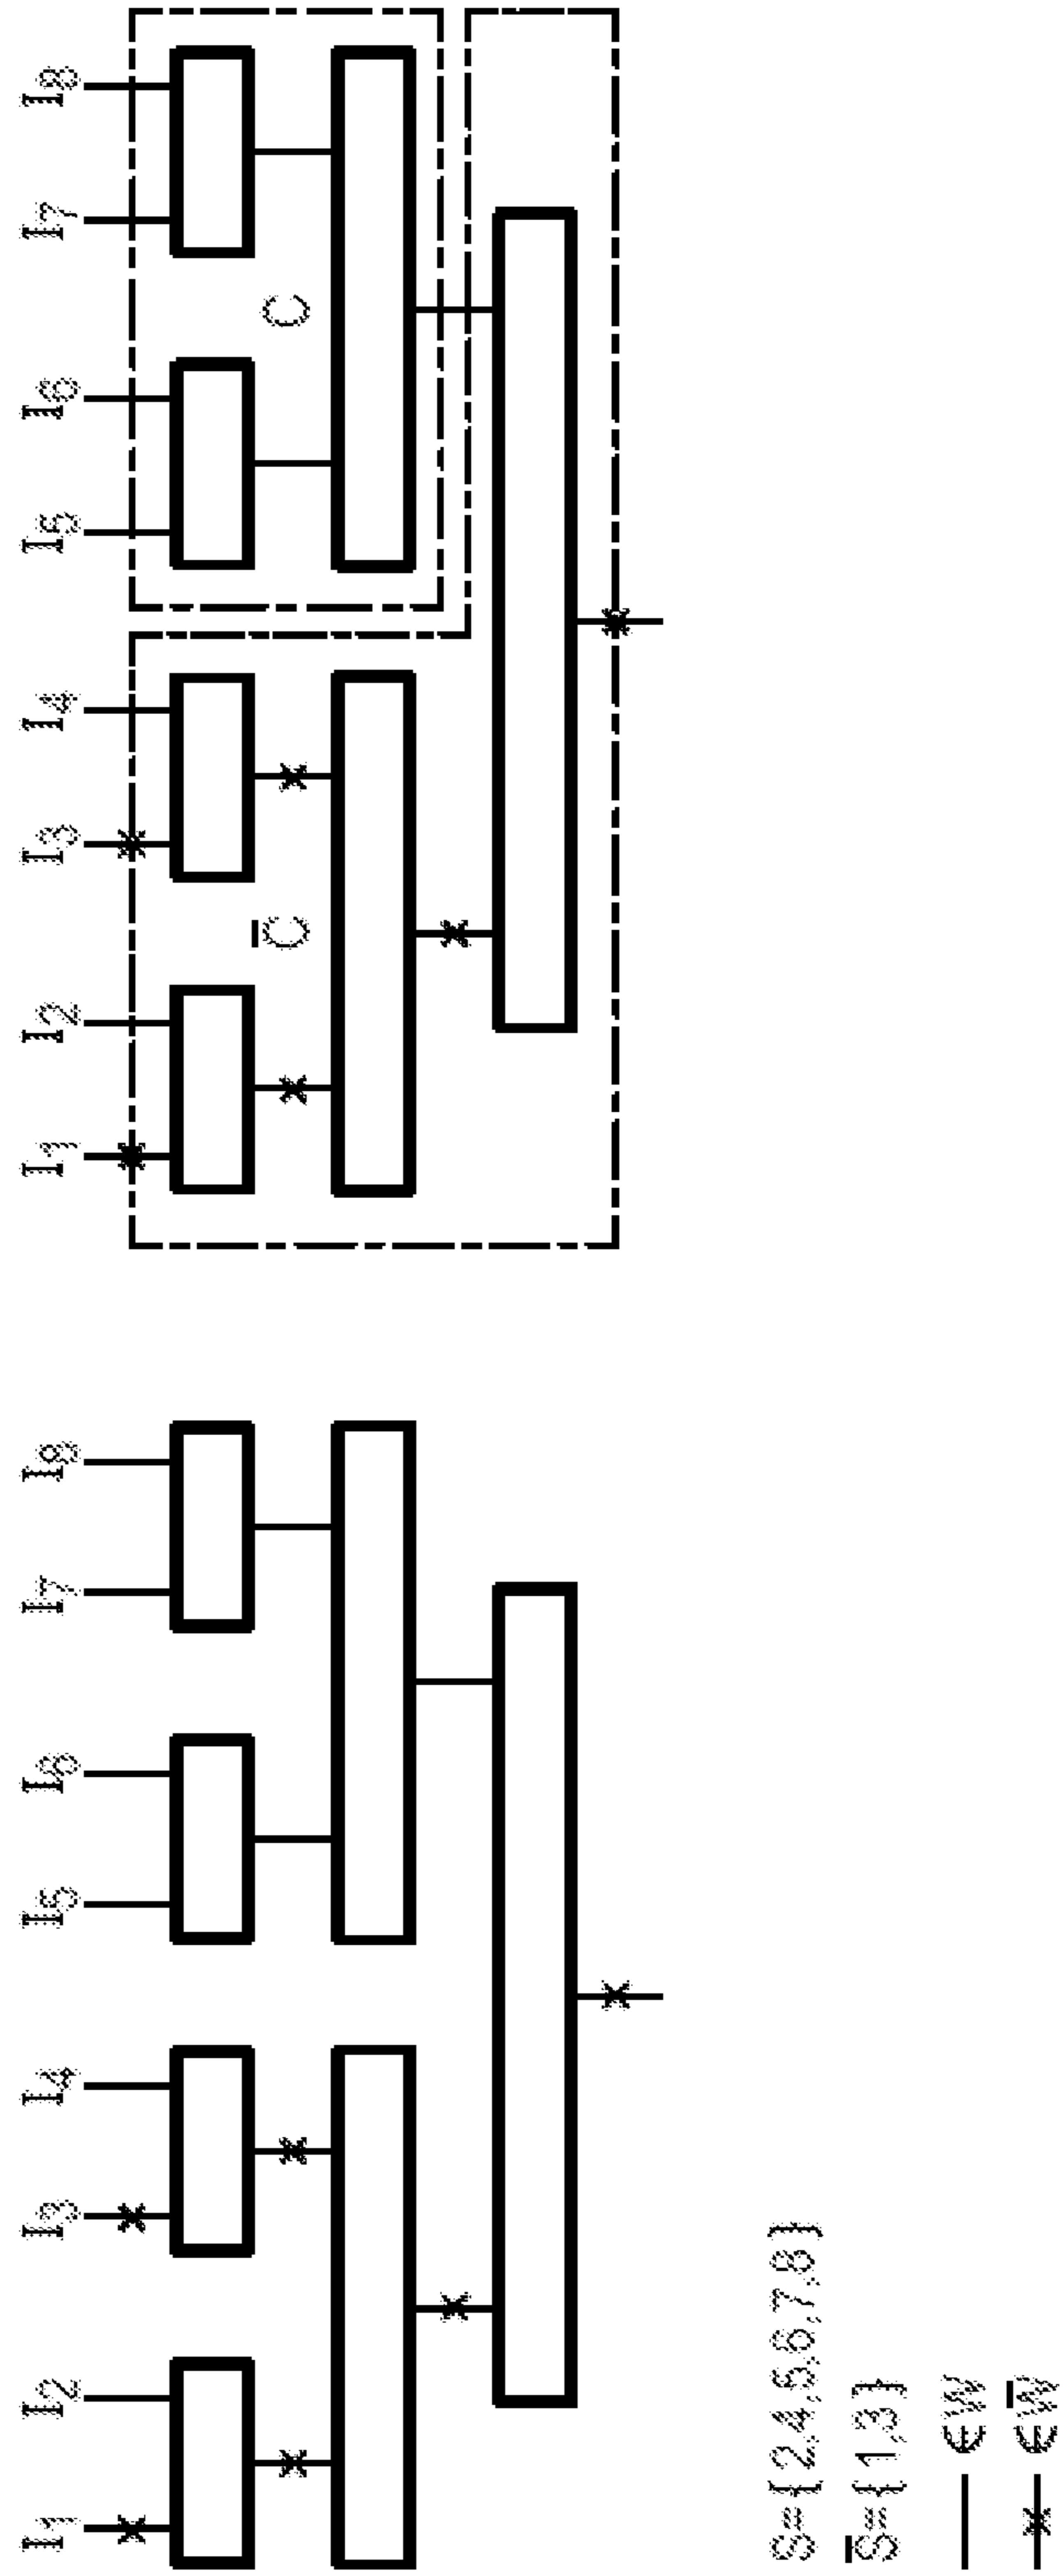 I1 I2 I3 I4 I5 I6 I7 I8
I1 I2 I3 I4 I5 I6 I7 I8
C̅ C
S={2,4,5,6,7,8}
S̅={1,3}
∈W
∈W̅